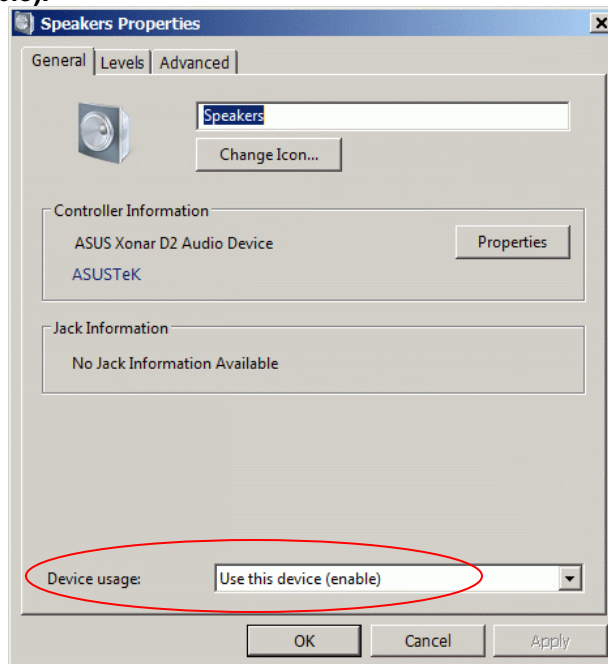 Speakers Properties
General Levels Advanced
Speakers
Change Icon...
Controller Information
ASUS Xonar D2 Audio Device Properties
ASUSTeK
Jack Information
No Jack Information Available
Device usage: Use this device (enable)
OK Cancel Apply